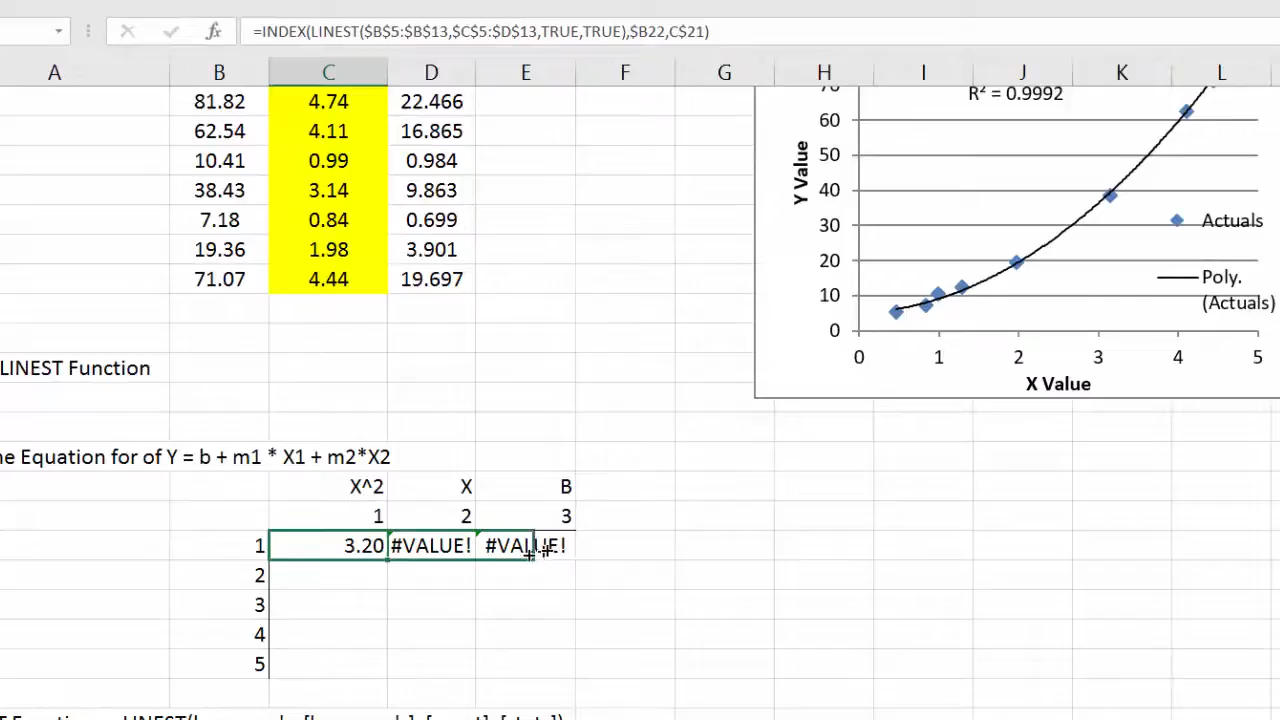 fx =INDEX(LINEST($B$5:$B$13,$C$5:$D$13,TRUE,TRUE),$B22,C$21)
A B C D E F G H I J K L
81.82 4.74 22.466
62.54 4.11 16.865
10.41 0.99 0.984
38.43 3.14 9.863
7.18 0.84 0.699
19.36 1.98 3.901
71.07 4.44 19.697
R² = 0.9992
60
50
40
30
20
10
0
Y Value
0 1 2 3 4 5
X Value
Actuals
Poly.
(Actuals)
LINEST Function
ne Equation for of Y = b + m1 * X1 + m2*X2
X^2 X B
1 2 3
1 3.20 #VALUE! #VALUE!
2
3
4
5